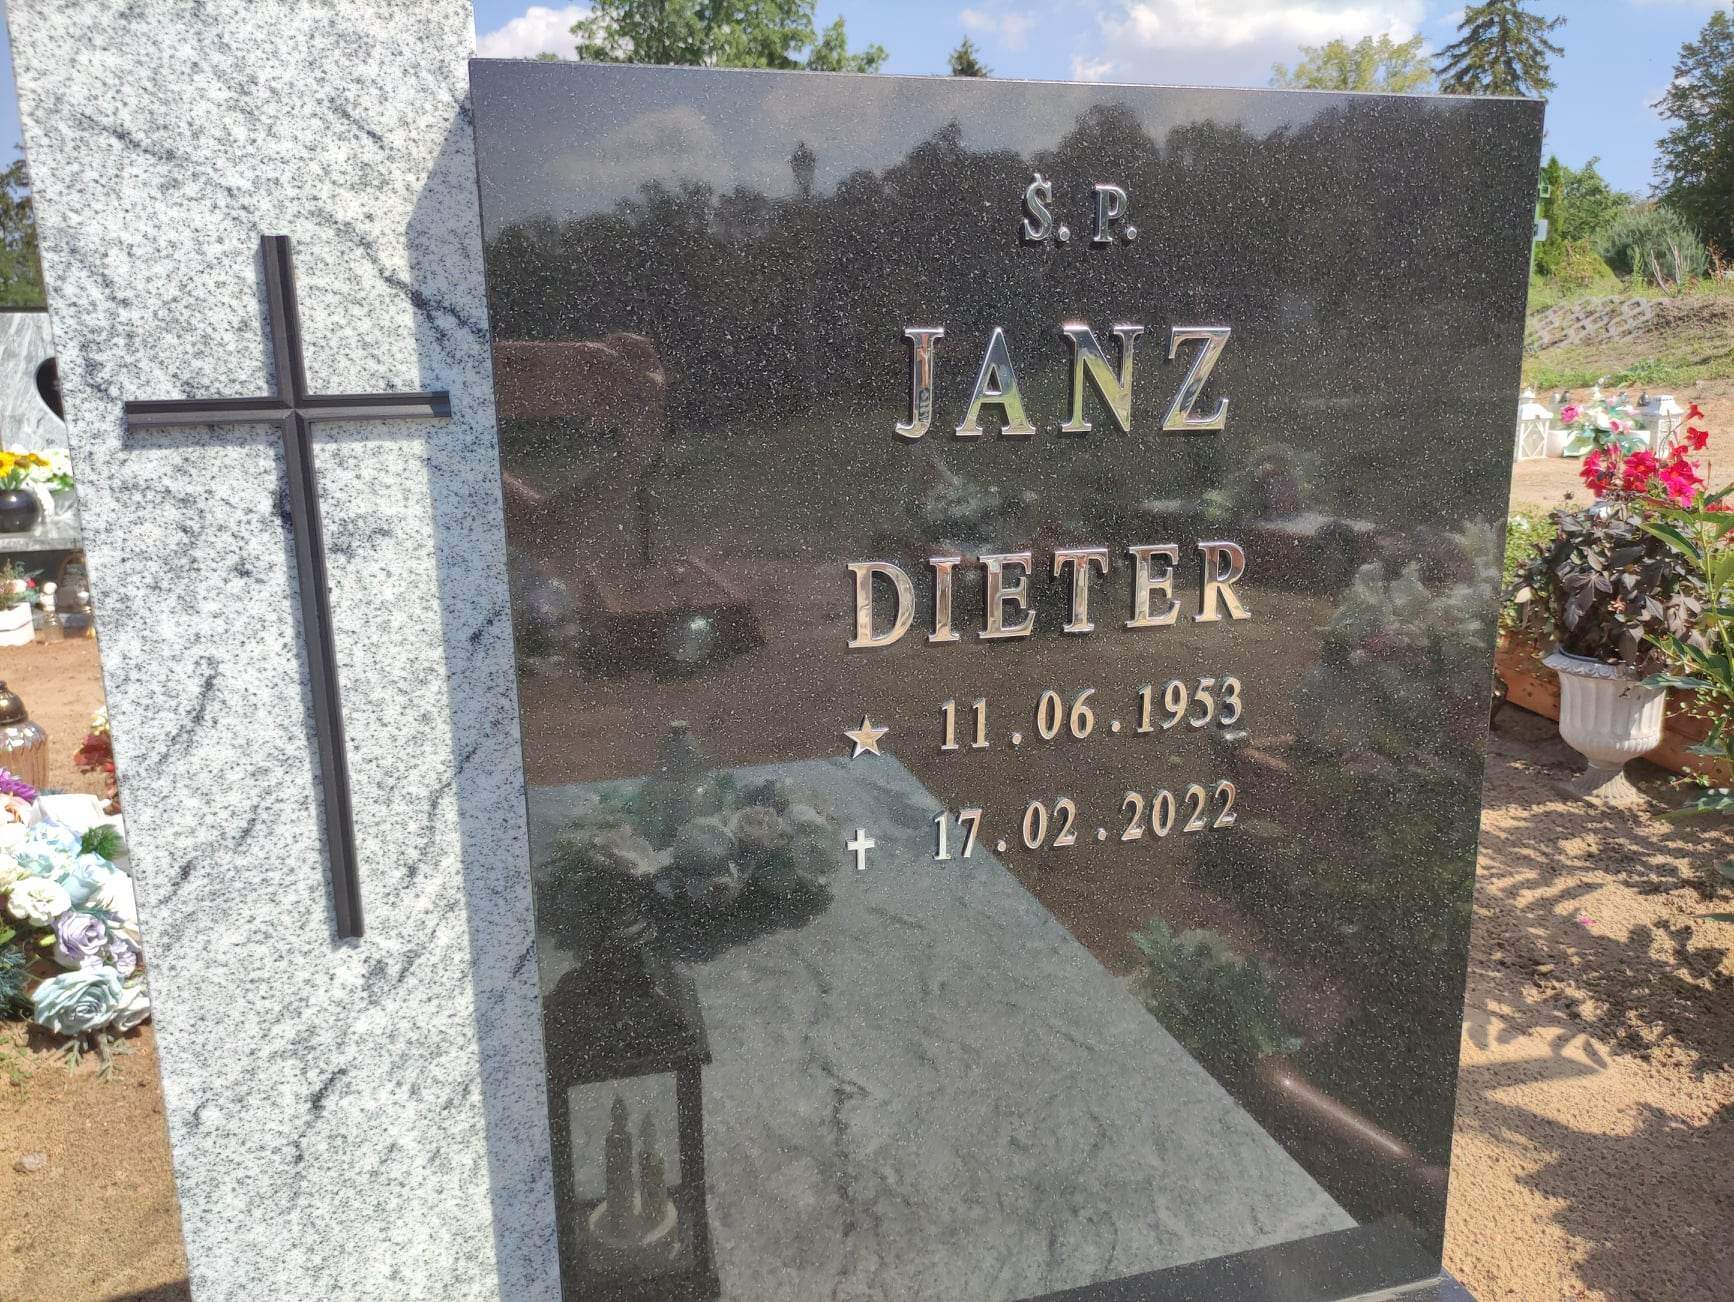 Ś. P.
JANZ
DIETER
★ 11.06.1953
✝ 17.02.2022